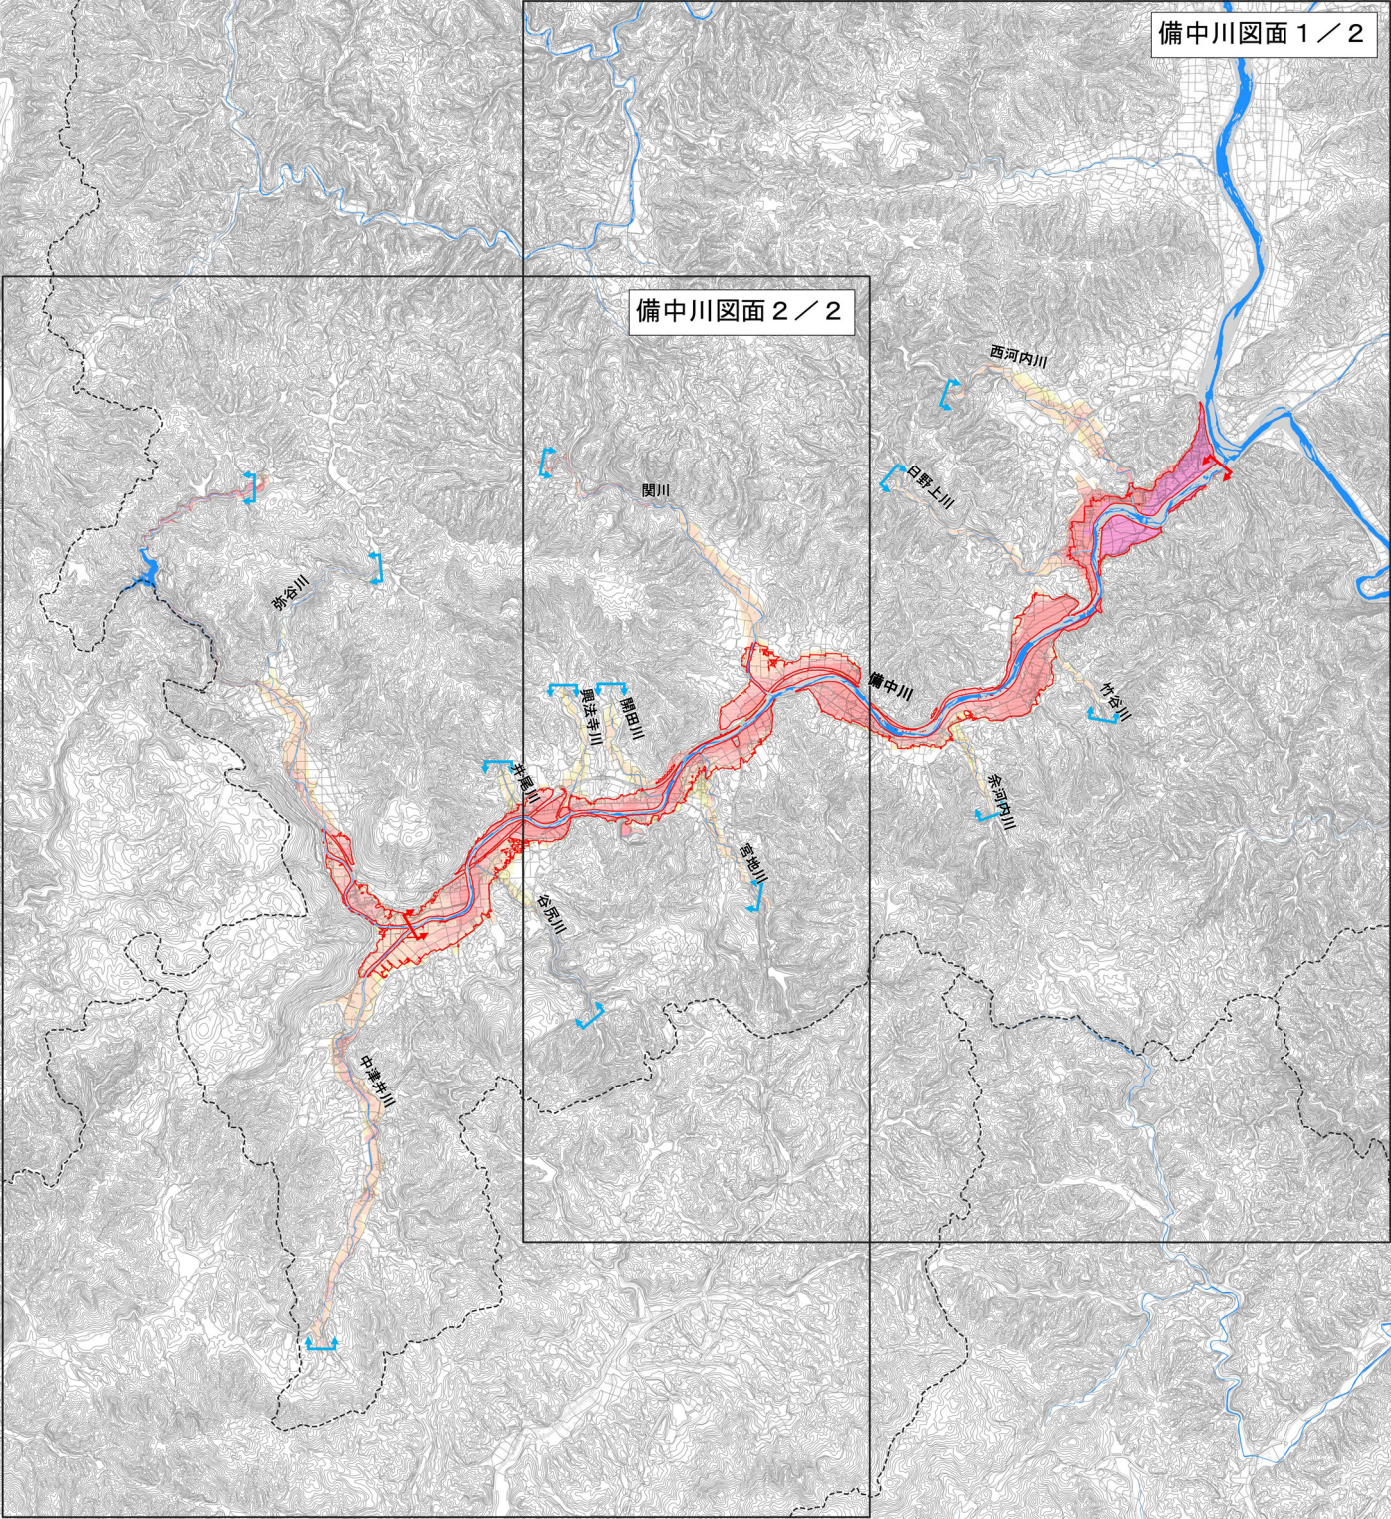 備中川図面１／２
備中川図面２／２
西河内川
日野上川
関川
弥谷川
備中川
竹谷川
興法寺川
開田川
井尾川
余河内川
宮地川
谷尻川
中津井川